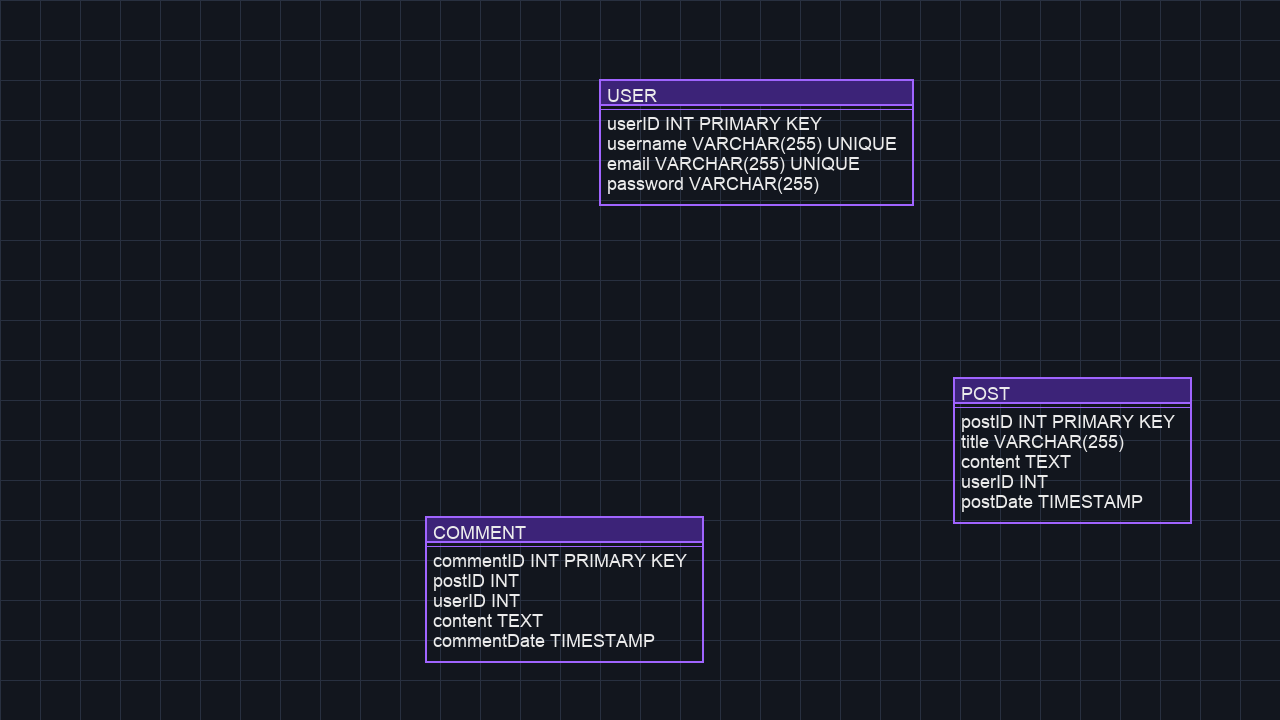 USER
userID INT PRIMARY KEY
username VARCHAR(255) UNIQUE
email VARCHAR(255) UNIQUE
password VARCHAR(255)
POST
postID INT PRIMARY KEY
title VARCHAR(255)
content TEXT
userID INT
postDate TIMESTAMP
COMMENT
commentID INT PRIMARY KEY
postID INT
userID INT
content TEXT
commentDate TIMESTAMP